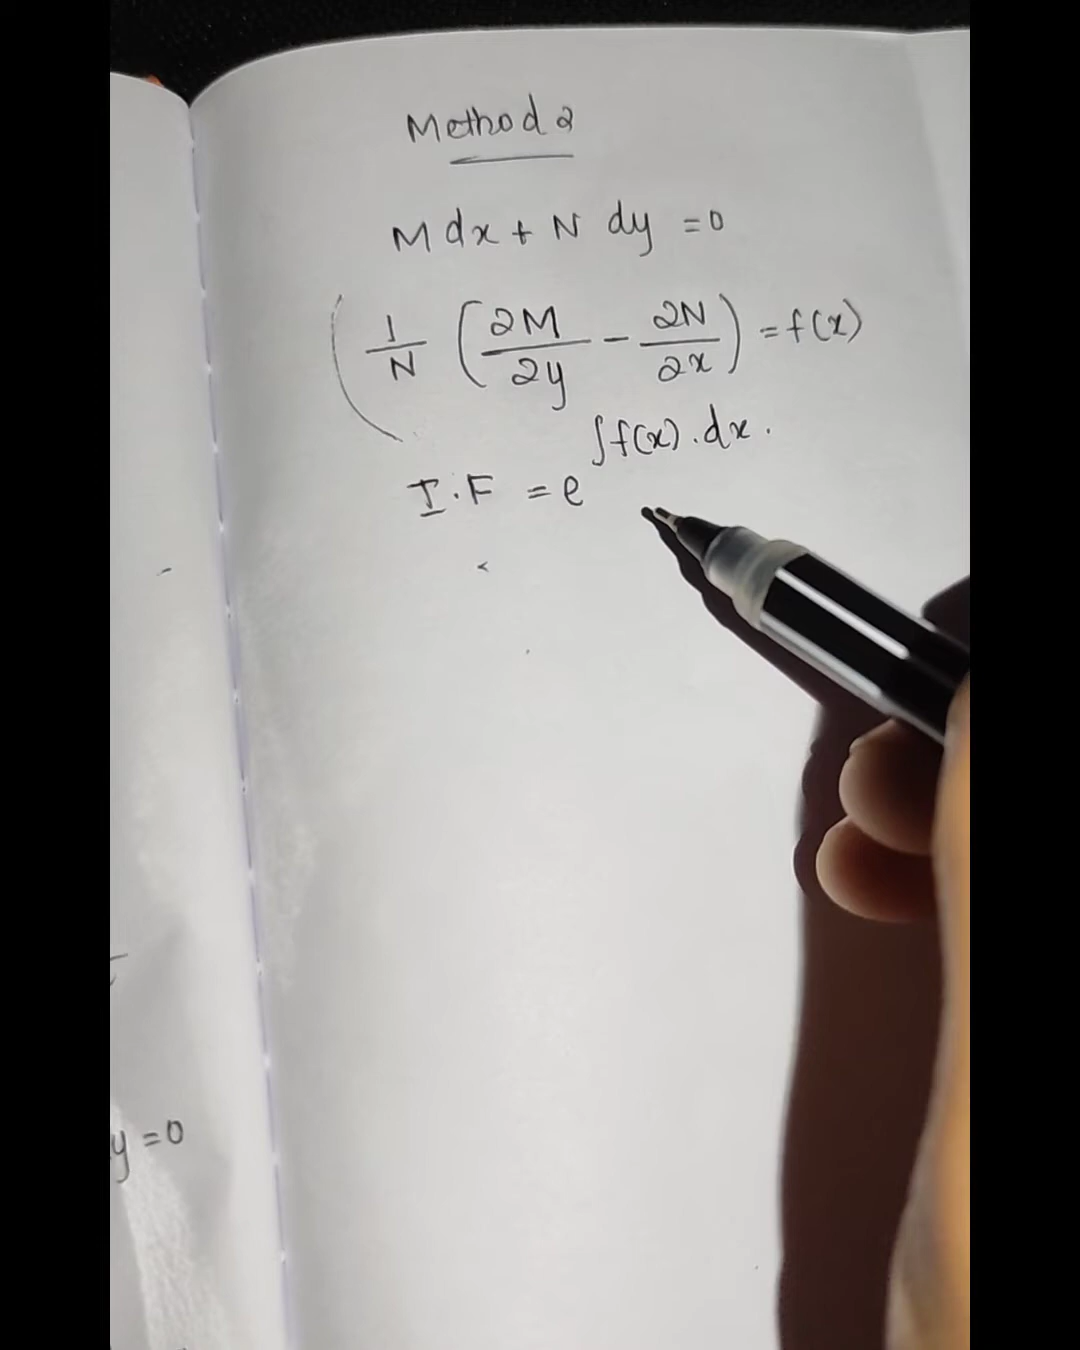 Method 2
M dx + N dy = 0
( 1/N (∂M/∂y - ∂N/∂x) = f(x)
I.F = e^∫f(x).dx.
y = 0